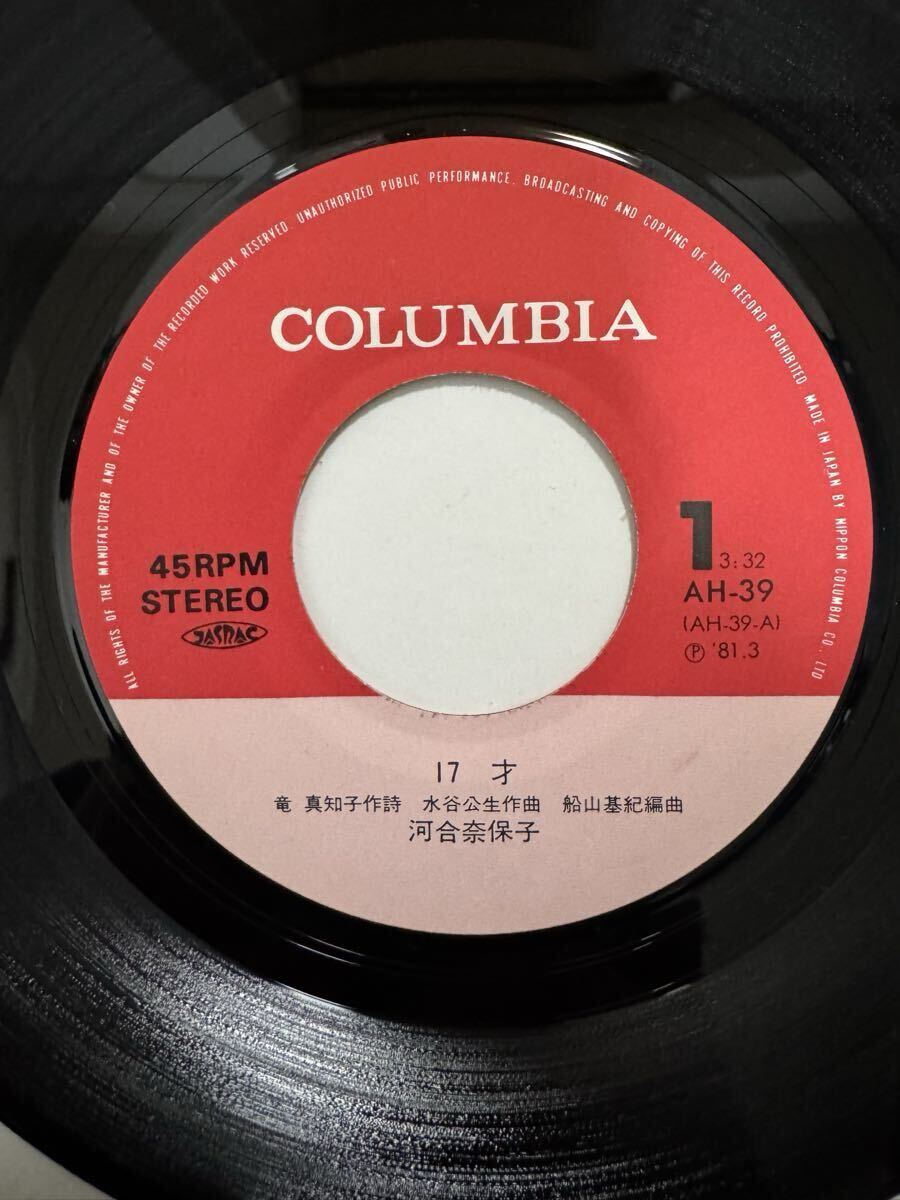 ALL RIGHTS OF THE MANUFACTURER AND OF THE OWNER OF THE RECORDED WORK RESERVED. UNAUTHORIZED PUBLIC PERFORMANCE. BROADCASTING AND COPYING OF THIS RECORD PROHIBITED. MADE IN JAPAN BY NIPPON COLUMBIA CO., LTD
COLUMBIA
45RPM
STEREO
JASRAC
1 3:32
AH-39
(AH-39-A)
Ⓟ '81.3
17 才
竜 真知子作詩 水谷公生作曲 船山基紀編曲
河合奈保子